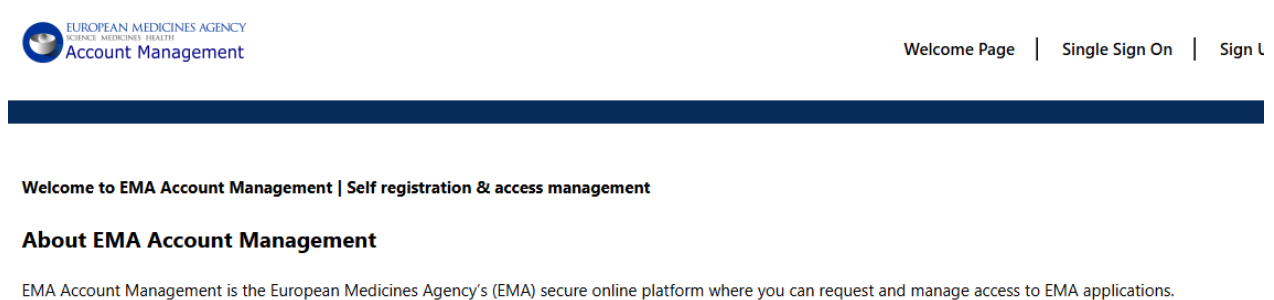 EUROPEAN MEDICINES AGENCY
SCIENCE MEDICINES HEALTH
Account Management
Welcome Page | Single Sign On | Sign U
Welcome to EMA Account Management | Self registration & access management
About EMA Account Management
EMA Account Management is the European Medicines Agency's (EMA) secure online platform where you can request and manage access to EMA applications.